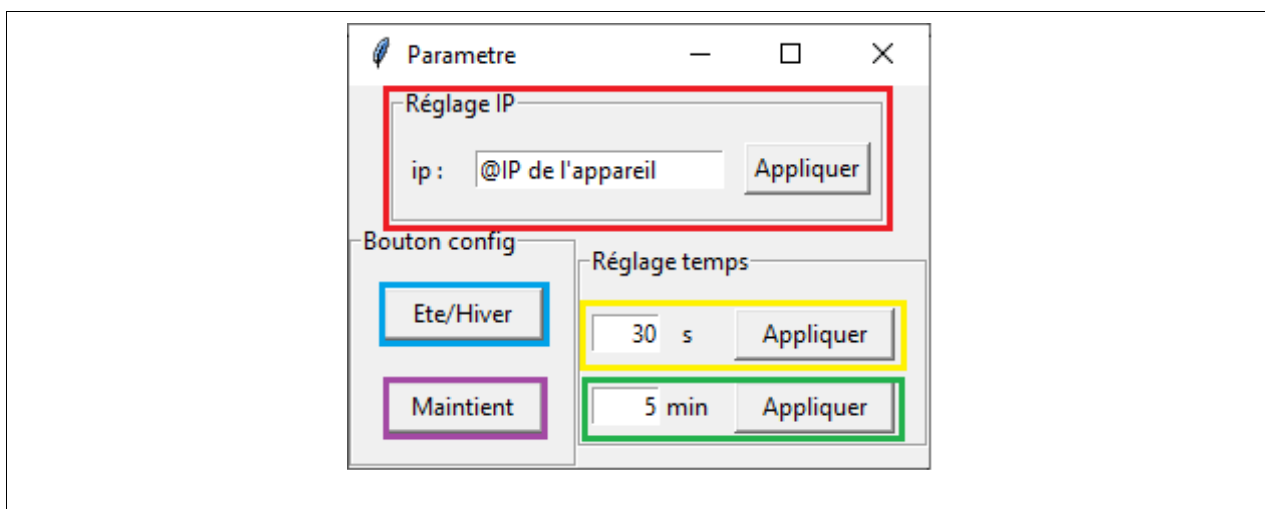 Parametre
Réglage IP
ip : @IP de l'appareil Appliquer
Bouton config
Réglage temps
Ete/Hiver
30 s Appliquer
Maintient
5 min Appliquer